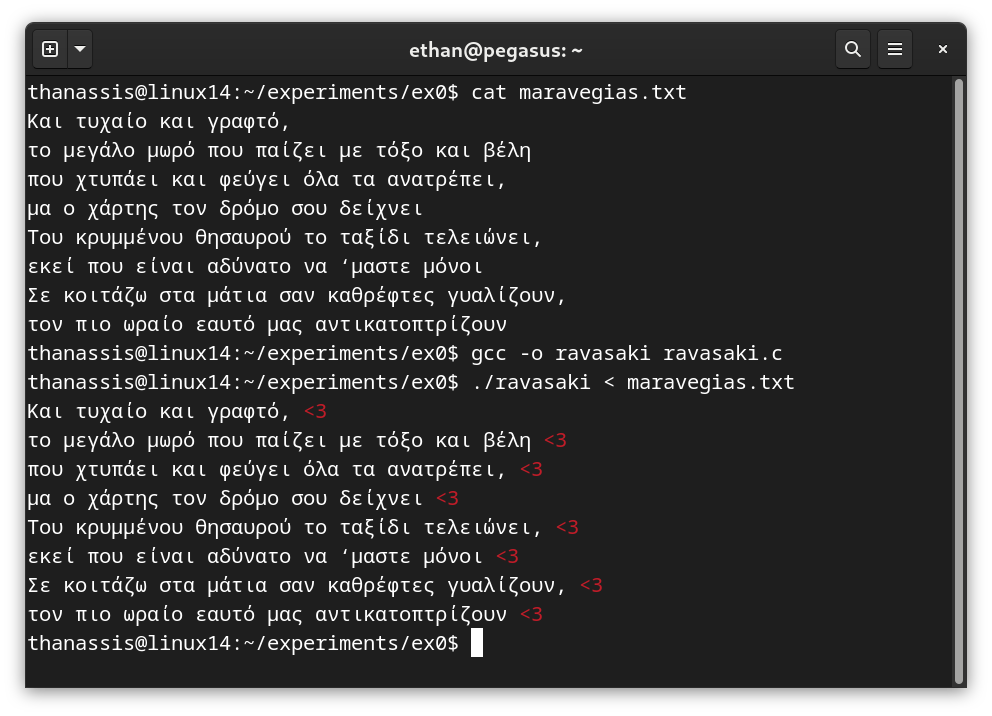 ethan@pegasus: ~
thanassis@linux14:~/experiments/ex0$ cat maravegias.txt
Και τυχαίο και γραφτό,
το μεγάλο μωρό που παίζει με τόξο και βέλη
που χτυπάει και φεύγει όλα τα ανατρέπει,
μα ο χάρτης τον δρόμο σου δείχνει
Του κρυμμένου θησαυρού το ταξίδι τελειώνει,
εκεί που είναι αδύνατο να ‘μαστε μόνοι
Σε κοιτάζω στα μάτια σαν καθρέφτες γυαλίζουν,
τον πιο ωραίο εαυτό μας αντικατοπτρίζουν
thanassis@linux14:~/experiments/ex0$ gcc -o ravasaki ravasaki.c
thanassis@linux14:~/experiments/ex0$ ./ravasaki < maravegias.txt
Και τυχαίο και γραφτό, <3
το μεγάλο μωρό που παίζει με τόξο και βέλη <3
που χτυπάει και φεύγει όλα τα ανατρέπει, <3
μα ο χάρτης τον δρόμο σου δείχνει <3
Του κρυμμένου θησαυρού το ταξίδι τελειώνει, <3
εκεί που είναι αδύνατο να ‘μαστε μόνοι <3
Σε κοιτάζω στα μάτια σαν καθρέφτες γυαλίζουν, <3
τον πιο ωραίο εαυτό μας αντικατοπτρίζουν <3
thanassis@linux14:~/experiments/ex0$